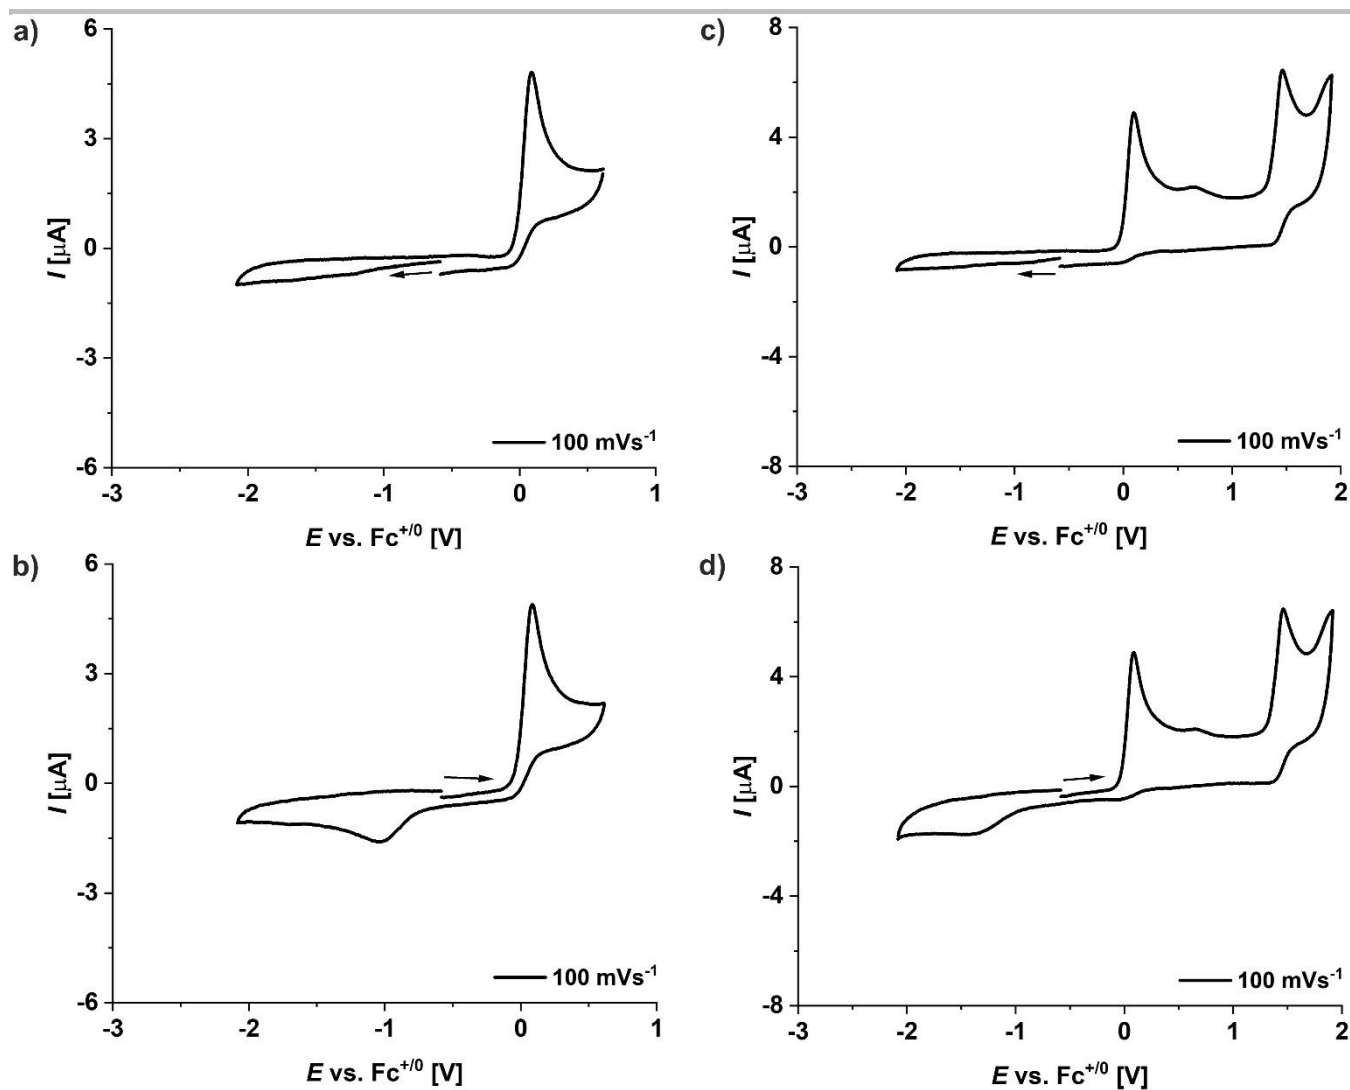 a)
6
3
0
-3
-6
I [μA]
-3 -2 -1 0 1
E vs. Fc⁺/⁰ [V]
100 mVs⁻¹
c)
8
4
0
-4
-8
I [μA]
-3 -2 -1 0 1 2
E vs. Fc⁺/⁰ [V]
100 mVs⁻¹
b)
6
3
0
-3
-6
I [μA]
-3 -2 -1 0 1
E vs. Fc⁺/⁰ [V]
100 mVs⁻¹
d)
8
4
0
-4
-8
I [μA]
-3 -2 -1 0 1 2
E vs. Fc⁺/⁰ [V]
100 mVs⁻¹